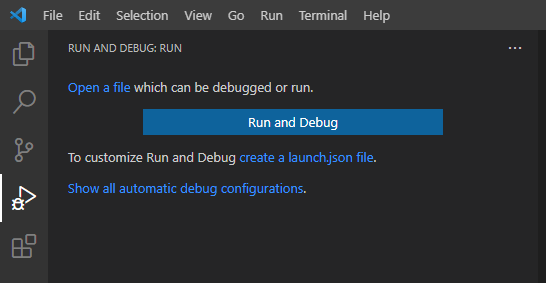 File Edit Selection View Go Run Terminal Help
RUN AND DEBUG: RUN ...
Open a file which can be debugged or run.
Run and Debug
To customize Run and Debug create a launch.json file.
Show all automatic debug configurations.